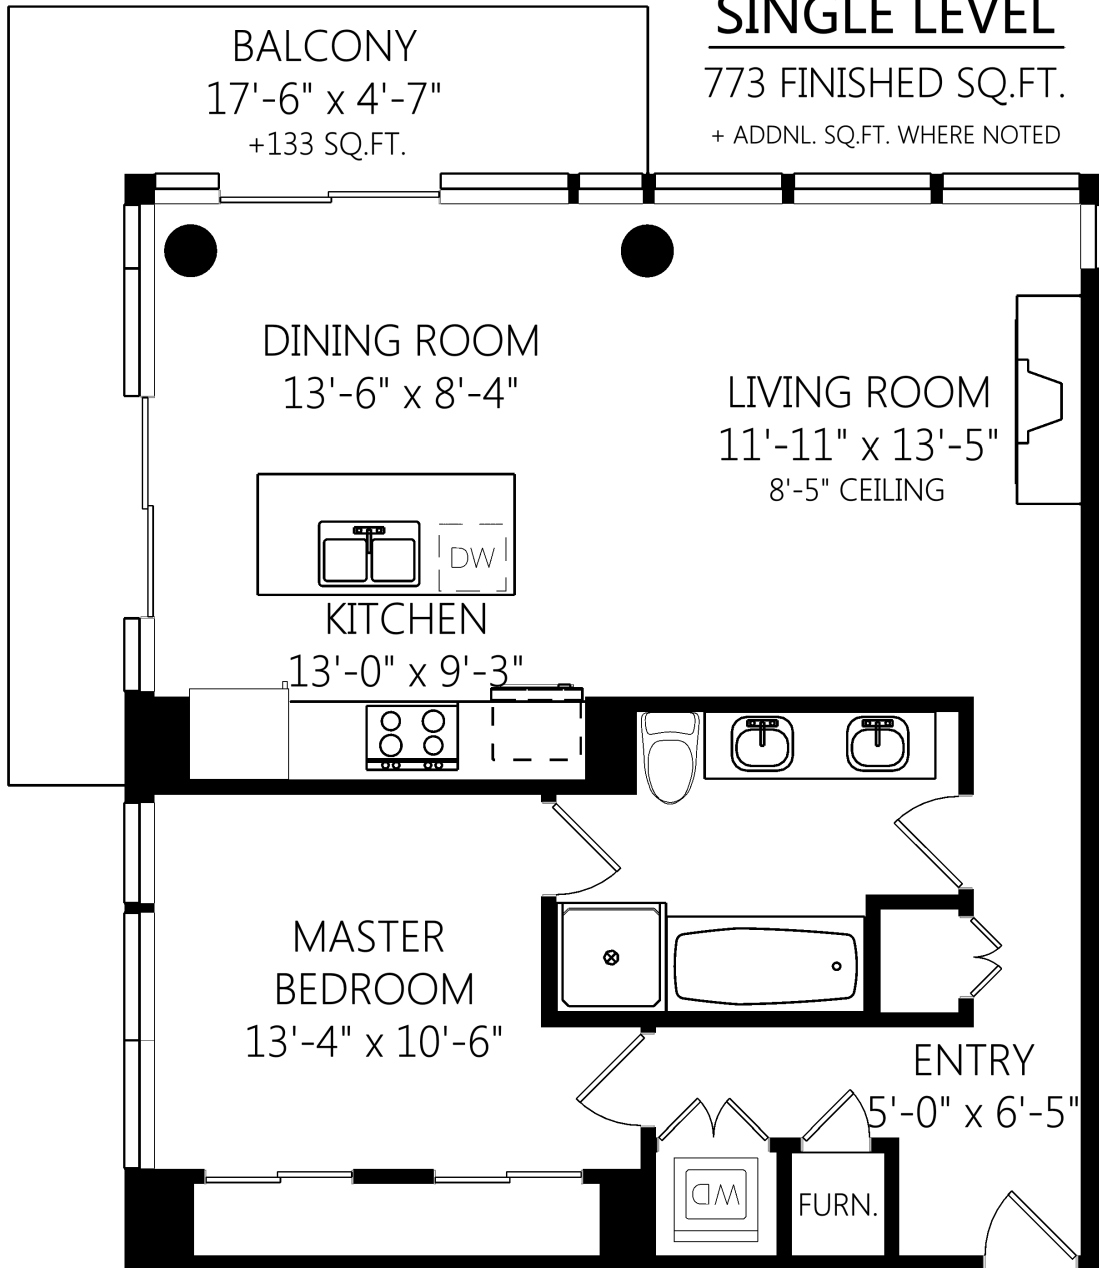 SINGLE LEVEL
773 FINISHED SQ.FT.
+ ADDNL. SQ.FT. WHERE NOTED
BALCONY
17'-6" x 4'-7"
+133 SQ.FT.
DINING ROOM
13'-6" x 8'-4"
LIVING ROOM
11'-11" x 13'-5"
8'-5" CEILING
DW
KITCHEN
13'-0" x 9'-3"
MASTER
BEDROOM
13'-4" x 10'-6"
ENTRY
5'-0" x 6'-5"
WD
FURN.